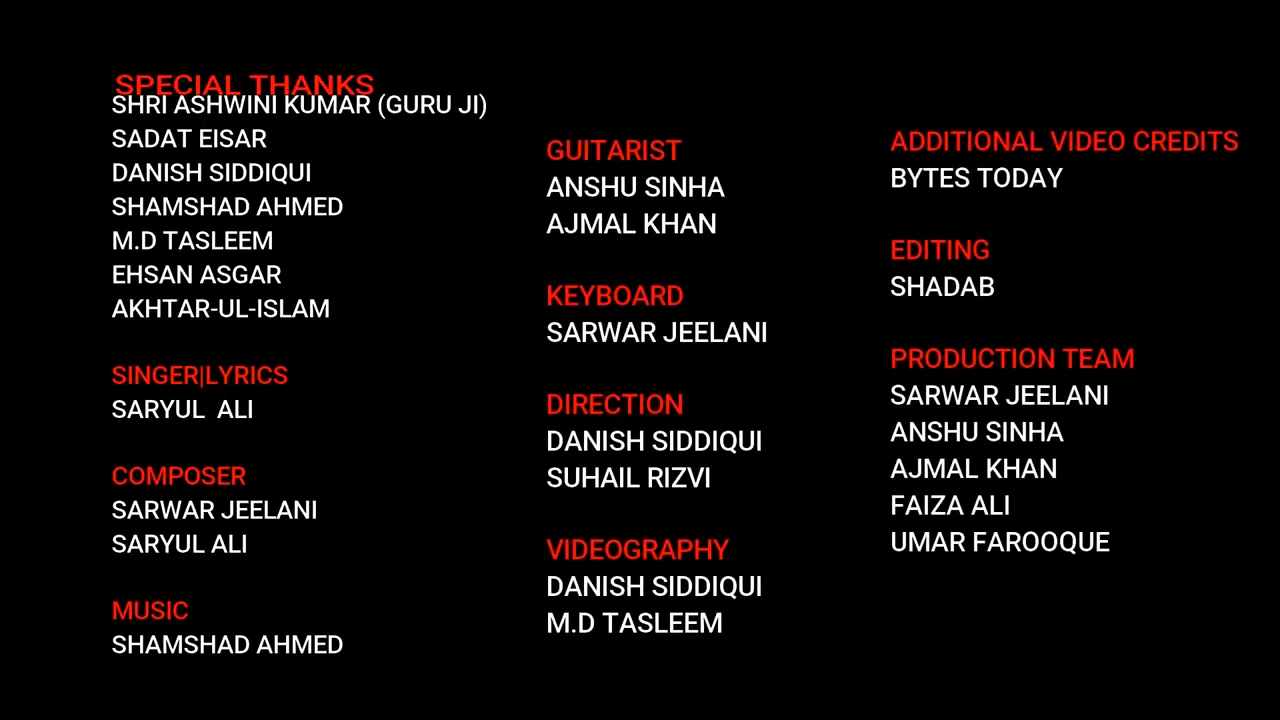 SPECIAL THANKS
SHRI ASHWINI KUMAR (GURU JI)
SADAT EISAR
DANISH SIDDIQUI
SHAMSHAD AHMED
M.D TASLEEM
EHSAN ASGAR
AKHTAR-UL-ISLAM
SINGER|LYRICS
SARYUL  ALI
COMPOSER
SARWAR JEELANI
SARYUL ALI
MUSIC
SHAMSHAD AHMED
GUITARIST
ANSHU SINHA
AJMAL KHAN
KEYBOARD
SARWAR JEELANI
DIRECTION
DANISH SIDDIQUI
SUHAIL RIZVI
VIDEOGRAPHY
DANISH SIDDIQUI
M.D TASLEEM
ADDITIONAL VIDEO CREDITS
BYTES TODAY
EDITING
SHADAB
PRODUCTION TEAM
SARWAR JEELANI
ANSHU SINHA
AJMAL KHAN
FAIZA ALI
UMAR FAROOQUE